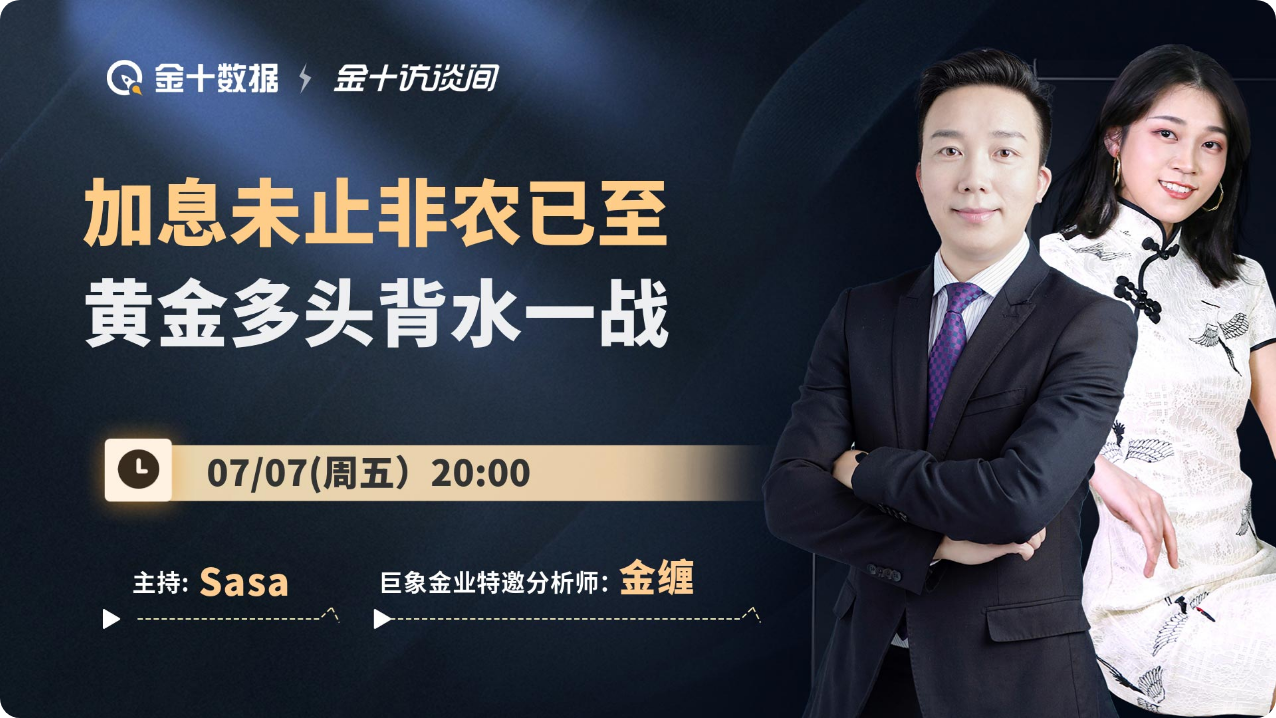 金十数据 金十访谈间
加息未止非农已至
黄金多头背水一战
07/07(周五）20:00
主持: Sasa 巨象金业特邀分析师: 金缠